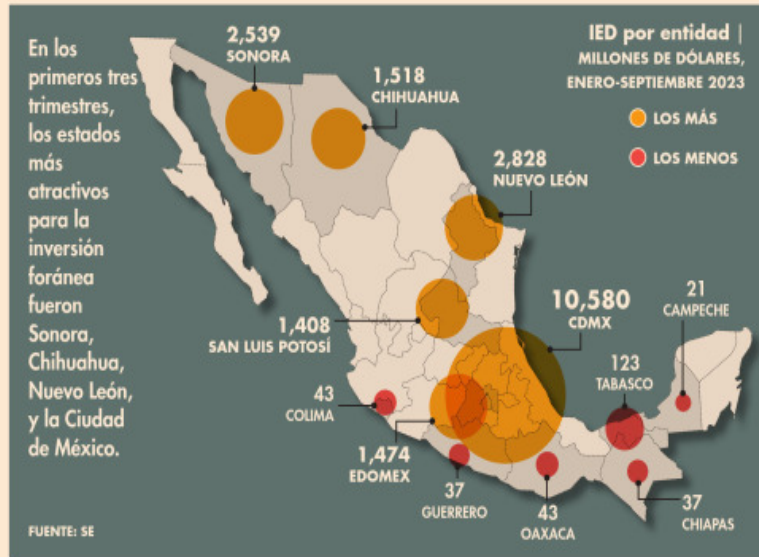 En los
primeros tres
trimestres,
los estados
más
atractivos
para la
inversión
foránea
fueron
Sonora,
Chihuahua,
Nuevo León,
y la Ciudad
de México.
IED por entidad |
MILLONES DE DÓLARES,
ENERO-SEPTIEMBRE 2023
LOS MÁS
LOS MENOS
2,539
SONORA
1,518
CHIHUAHUA
2,828
NUEVO LEÓN
10,580
CDMX
21
CAMPECHE
1,408
SAN LUIS POTOSÍ
123
TABASCO
43
COLIMA
1,474
EDOMEX
37
GUERRERO
43
OAXACA
37
CHIAPAS
FUENTE: SE